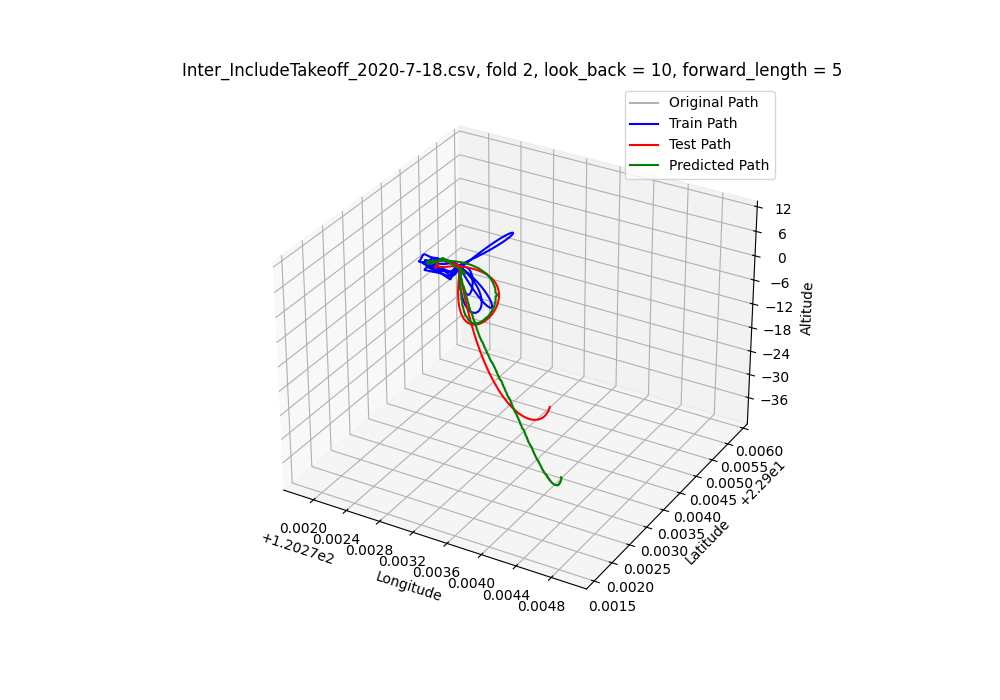 Inter_IncludeTakeoff_2020-7-18.csv, fold 2, look_back = 10, forward_length = 5
Original Path
Train Path
Test Path
Predicted Path
12
6
0
−6
−12
−18
−24
−30
−36
Altitude
0.0060
0.0055
0.0050
0.0045
0.0040
0.0035
0.0030
0.0025
0.0020
0.0015
+2.29e1
Latitude
0.0020
0.0024
0.0028
0.0032
0.0036
0.0040
0.0044
0.0048
+1.2027e2
Longitude